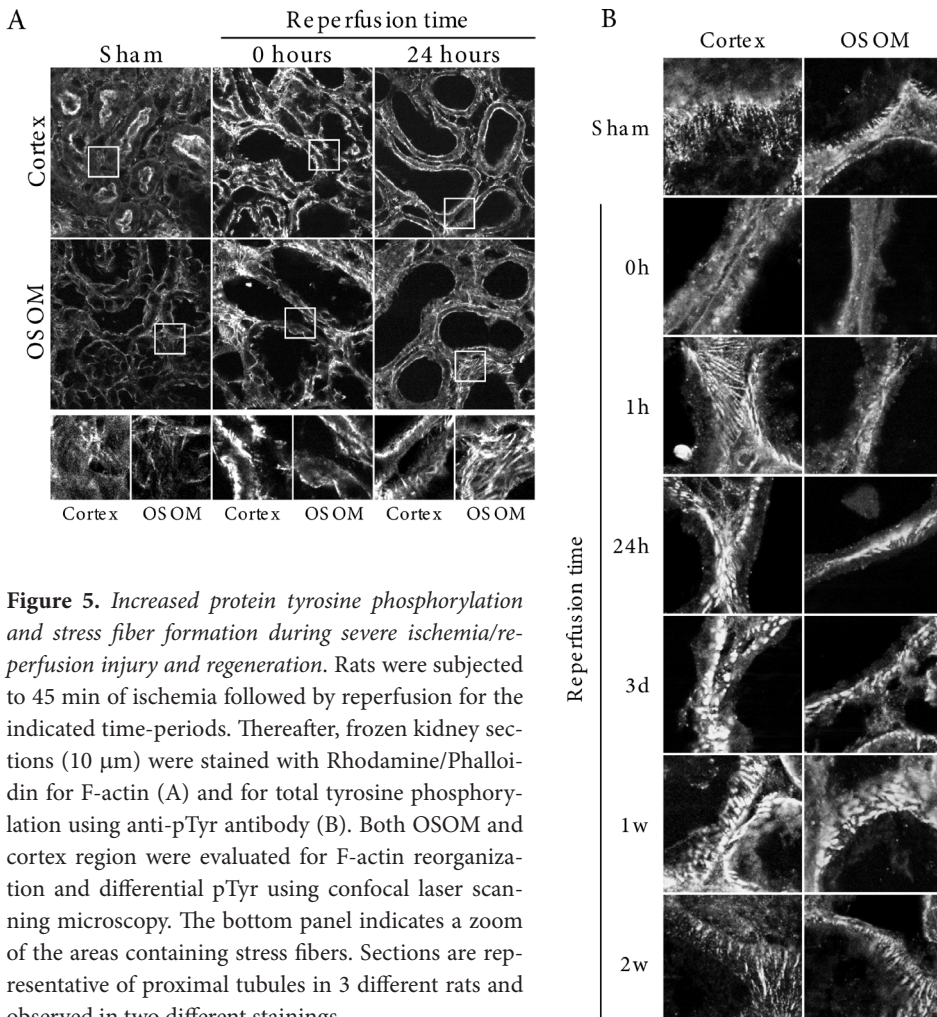 A
Reperfusion time
Sham 0 hours 24 hours
Cortex
OSOM
Cortex OSOM Cortex OSOM Cortex OSOM
Figure 5. Increased protein tyrosine phosphorylation
and stress fiber formation during severe ischemia/re-
perfusion injury and regeneration. Rats were subjected
to 45 min of ischemia followed by reperfusion for the
indicated time-periods. Thereafter, frozen kidney sec-
tions (10 μm) were stained with Rhodamine/Phalloi-
din for F-actin (A) and for total tyrosine phosphory-
lation using anti-pTyr antibody (B). Both OSOM and
cortex region were evaluated for F-actin reorganiza-
tion and differential pTyr using confocal laser scan-
ning microscopy. The bottom panel indicates a zoom
of the areas containing stress fibers. Sections are rep-
resentative of proximal tubules in 3 different rats and
observed in two different stainings.
B
Cortex OSOM
Sham
Reperfusion time
0h
1h
24h
3d
1w
2w